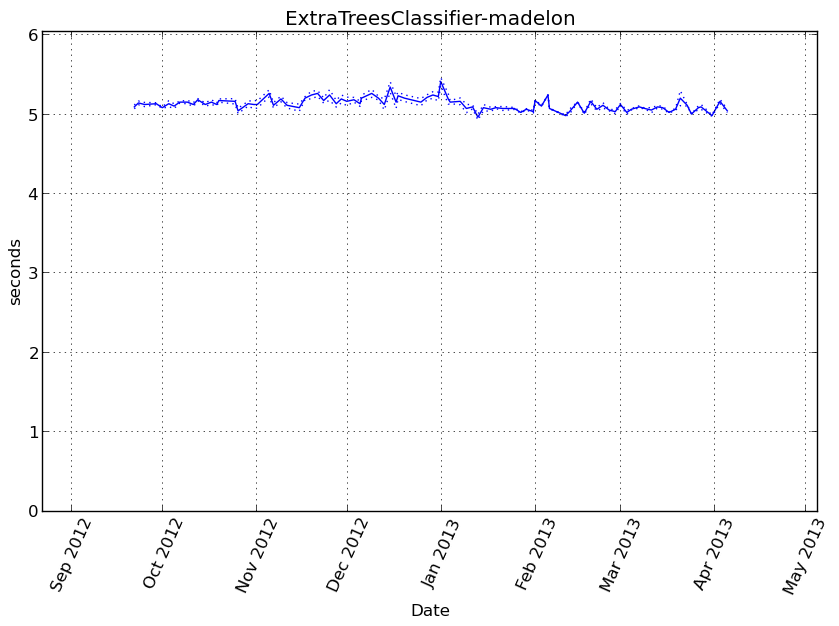 ExtraTreesClassifier-madelon
6
5
4
3
2
1
0
seconds
Sep 2012
Oct 2012
Nov 2012
Dec 2012
Jan 2013
Feb 2013
Mar 2013
Apr 2013
May 2013
Date